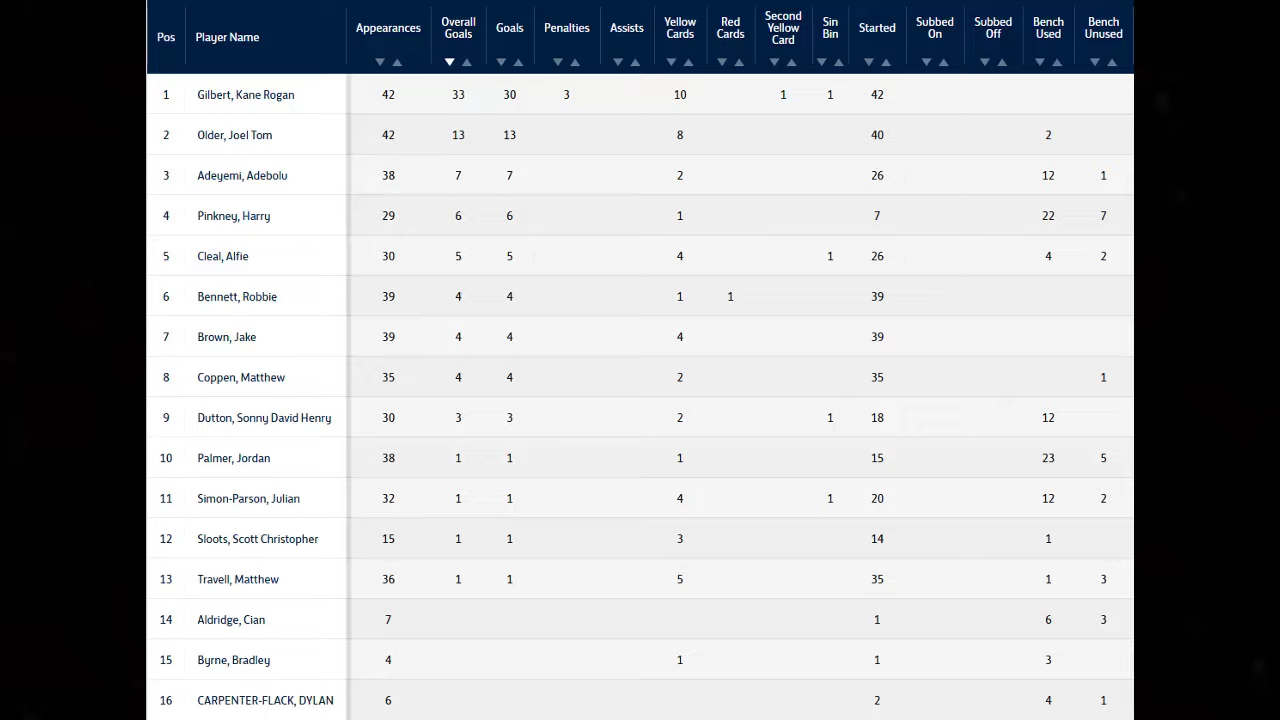 Pos Player Name Appearances Overall Goals Goals Penalties Assists Yellow Cards Red Cards Second Yellow Card Sin Bin Started Subbed On Subbed Off Bench Used Bench Unused
1 Gilbert, Kane Rogan 42 33 30 3 10 1 1 42
2 Older, Joel Tom 42 13 13 8 40 2
3 Adeyemi, Adebolu 38 7 7 2 26 12 1
4 Pinkney, Harry 29 6 6 1 7 22 7
5 Cleal, Alfie 30 5 5 4 1 26 4 2
6 Bennett, Robbie 39 4 4 1 1 39
7 Brown, Jake 39 4 4 4 39
8 Coppen, Matthew 35 4 4 2 35 1
9 Dutton, Sonny David Henry 30 3 3 2 1 18 12
10 Palmer, Jordan 38 1 1 1 15 23 5
11 Simon-Parson, Julian 32 1 1 4 1 20 12 2
12 Sloots, Scott Christopher 15 1 1 3 14 1
13 Travell, Matthew 36 1 1 5 35 1 3
14 Aldridge, Cian 7 1 6 3
15 Byrne, Bradley 4 1 1 3
16 CARPENTER-FLACK, DYLAN 6 2 4 1